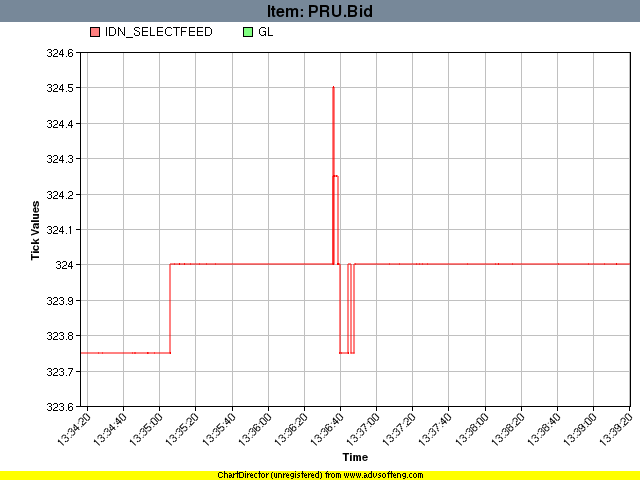 Item: PRU.Bid
IDN_SELECTFEED GL
324.6
324.5
324.4
324.3
324.2
324.1
324
323.9
323.8
323.7
323.6
Tick Values
13:34:20 13:34:40 13:35:00 13:35:20 13:35:40 13:36:00 13:36:20 13:36:40 13:37:00 13:37:20 13:37:40 13:38:00 13:38:20 13:38:40 13:39:00 13:39:20
Time
ChartDirector (unregistered) from www.advsofteng.com